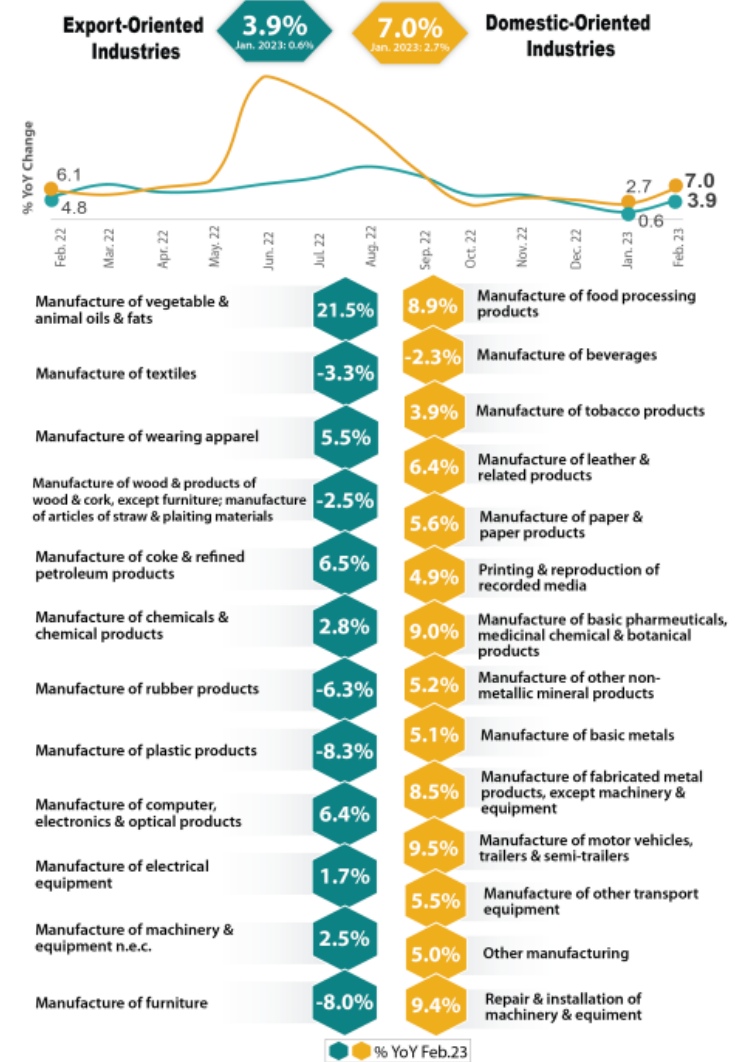 Export-Oriented
Industries
3.9%
Jan. 2023: 0.6%
7.0%
Jan. 2023: 2.7%
Domestic-Oriented
Industries
% YoY Change
6.1
4.8
2.7
0.6
7.0
3.9
Feb. 22
Mar. 22
Apr. 22
May. 22
Jun. 22
Jul. 22
Aug. 22
Sep. 22
Oct. 22
Nov. 22
Dec. 22
Jan. 23
Feb. 23
Manufacture of vegetable &
animal oils & fats
21.5%
Manufacture of textiles
-3.3%
Manufacture of wearing apparel
5.5%
Manufacture of wood & products of
wood & cork, except furniture; manufacture
of articles of straw & plaiting materials
-2.5%
Manufacture of coke & refined
petroleum products
6.5%
Manufacture of chemicals &
chemical products
2.8%
Manufacture of rubber products
-6.3%
Manufacture of plastic products
-8.3%
Manufacture of computer,
electronics & optical products
6.4%
Manufacture of electrical
equipment
1.7%
Manufacture of machinery &
equipment n.e.c.
2.5%
Manufacture of furniture
-8.0%
8.9%
Manufacture of food processing
products
-2.3%
Manufacture of beverages
3.9%
Manufacture of tobacco products
6.4%
Manufacture of leather &
related products
5.6%
Manufacture of paper &
paper products
4.9%
Printing & reproduction of
recorded media
9.0%
Manufacture of basic pharmeuticals,
medicinal chemical & botanical
products
5.2%
Manufacture of other non-
metallic mineral products
5.1%
Manufacture of basic metals
8.5%
Manufacture of fabricated metal
products, except machinery &
equipment
9.5%
Manufacture of motor vehicles,
trailers & semi-trailers
5.5%
Manufacture of other transport
equipment
5.0%
Other manufacturing
9.4%
Repair & installation of
machinery & equiment
% YoY Feb.23